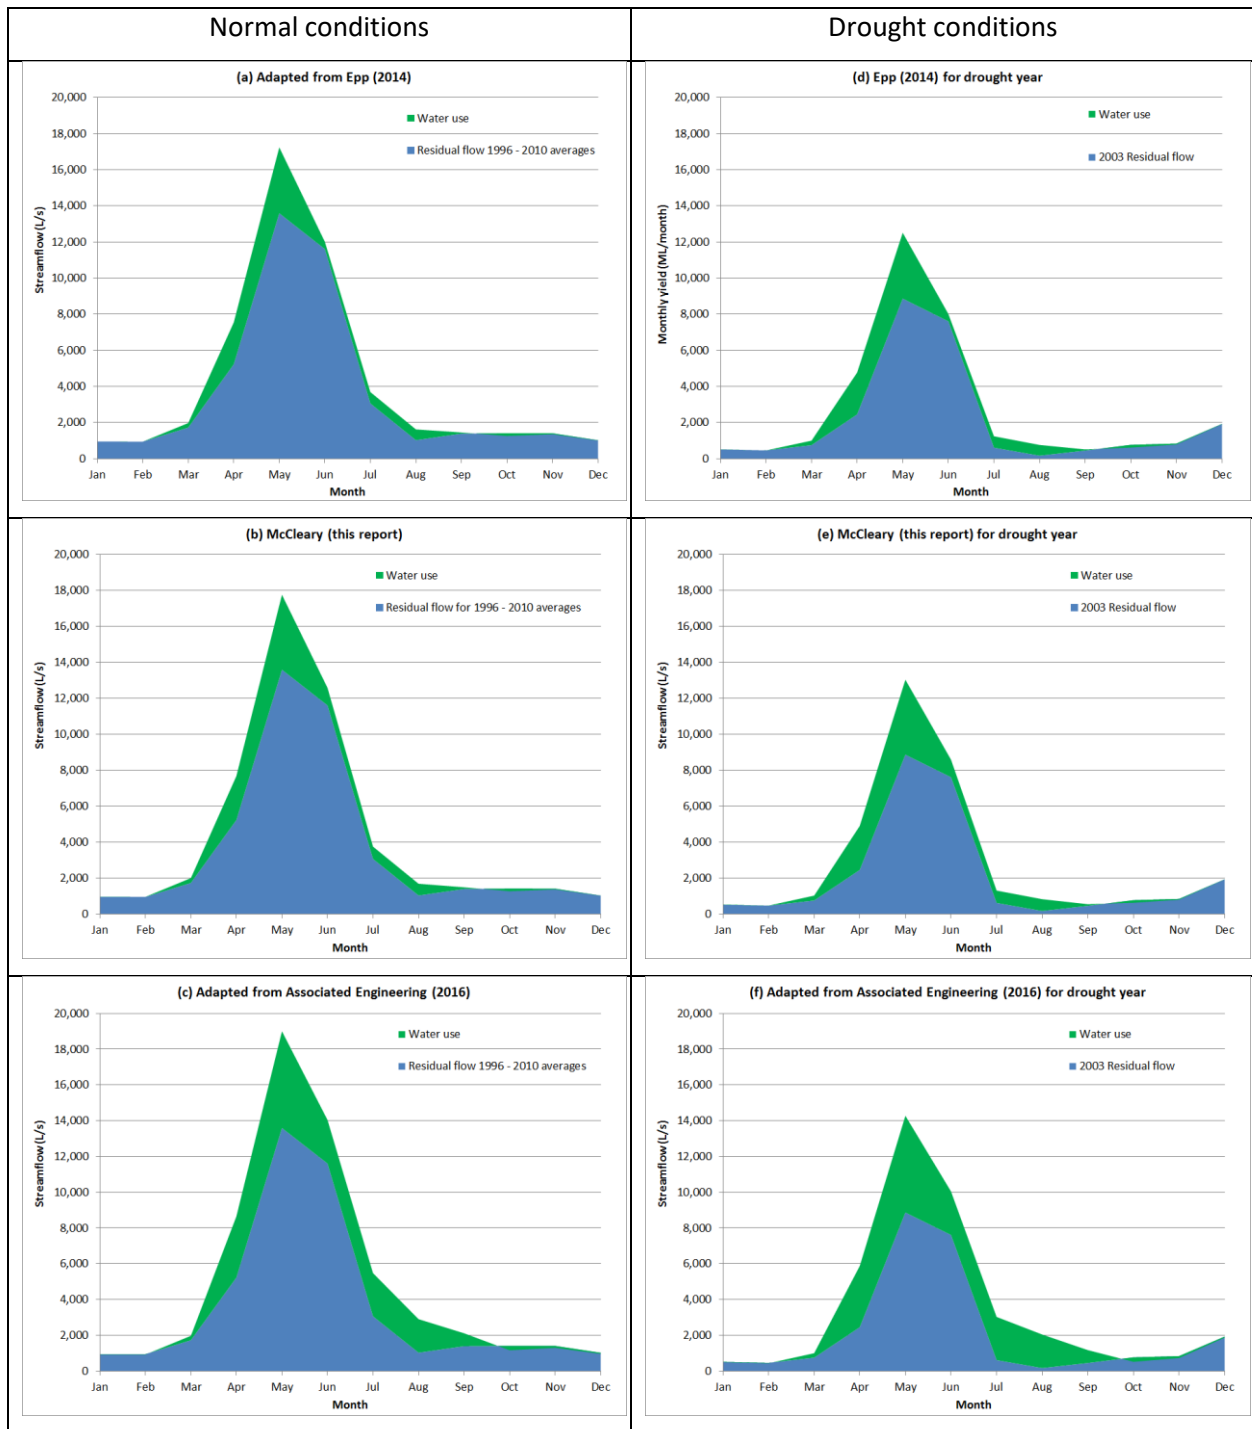 Normal conditions
Drought conditions
(a) Adapted from Epp (2014)
20,000
18,000
16,000
14,000
12,000
10,000
8,000
6,000
4,000
2,000
0
Streamflow (L/s)
Water use
Residual flow 1996 - 2010 averages
Jan Feb Mar Apr May Jun Jul Aug Sep Oct Nov Dec
Month
(d) Epp (2014) for drought year
20,000
18,000
16,000
14,000
12,000
10,000
8,000
6,000
4,000
2,000
0
Monthly yield (ML/month)
Water use
2003 Residual flow
Jan Feb Mar Apr May Jun Jul Aug Sep Oct Nov Dec
Month
(b) McCleary (this report)
20,000
18,000
16,000
14,000
12,000
10,000
8,000
6,000
4,000
2,000
0
Streamflow (L/s)
Water use
Residual flow for 1996 - 2010 averages
Jan Feb Mar Apr May Jun Jul Aug Sep Oct Nov Dec
Month
(e) McCleary (this report) for drought year
20,000
18,000
16,000
14,000
12,000
10,000
8,000
6,000
4,000
2,000
0
Streamflow (L/s)
Water use
2003 Residual flow
Jan Feb Mar Apr May Jun Jul Aug Sep Oct Nov Dec
Month
(c) Adapted from Associated Engineering (2016)
20,000
18,000
16,000
14,000
12,000
10,000
8,000
6,000
4,000
2,000
0
Streamflow (L/s)
Water use
Residual flow 1996 - 2010 averages
Jan Feb Mar Apr May Jun Jul Aug Sep Oct Nov Dec
Month
(f) Adapted from Associated Engineering (2016) for drought year
20,000
18,000
16,000
14,000
12,000
10,000
8,000
6,000
4,000
2,000
0
Streamflow (L/s)
Water use
2003 Residual flow
Jan Feb Mar Apr May Jun Jul Aug Sep Oct Nov Dec
Month